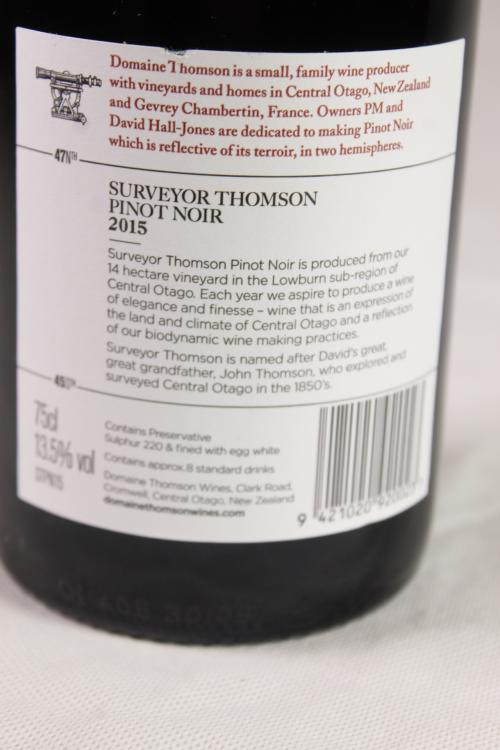 Domaine Thomson is a small, family wine producer
with vineyards and homes in Central Otago, New Zealand
and Gevrey Chambertin, France. Owners PM and
David Hall-Jones are dedicated to making Pinot Noir
which is reflective of its terroir, in two hemispheres.
47NTH
SURVEYOR THOMSON
PINOT NOIR
2015
Surveyor Thomson Pinot Noir is produced from our
14 hectare vineyard in the Lowburn sub-region of
Central Otago. Each year we aspire to produce a wine
of elegance and finesse – wine that is an expression of
the land and climate of Central Otago and a reflection
of our biodynamic wine making practices.
Surveyor Thomson is named after David's great,
great grandfather, John Thomson, who explored and
surveyed Central Otago in the 1850's.
75cl
13.5% vol
Contains Preservative
Sulphur 220 & fined with egg white
Contains approx.8 standard drinks
Domaine Thomson Wines, Clark Road,
Cromwell, Central Otago, New Zealand
domainethomsonwines.com